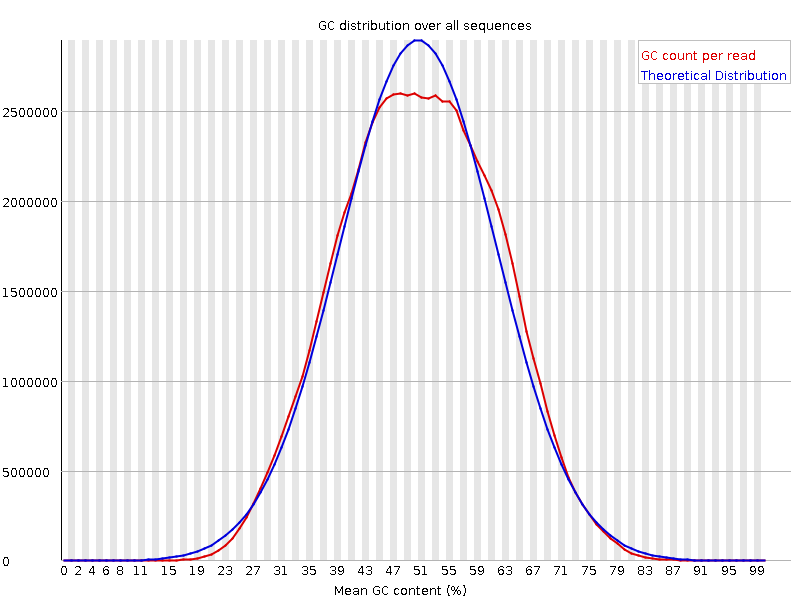 GC distribution over all sequences
GC count per read
Theoretical Distribution
2500000
2000000
1500000
1000000
500000
0
0 2 4 6 8 11 15 19 23 27 31 35 39 43 47 51 55 59 63 67 71 75 79 83 87 91 95 99
Mean GC content (%)